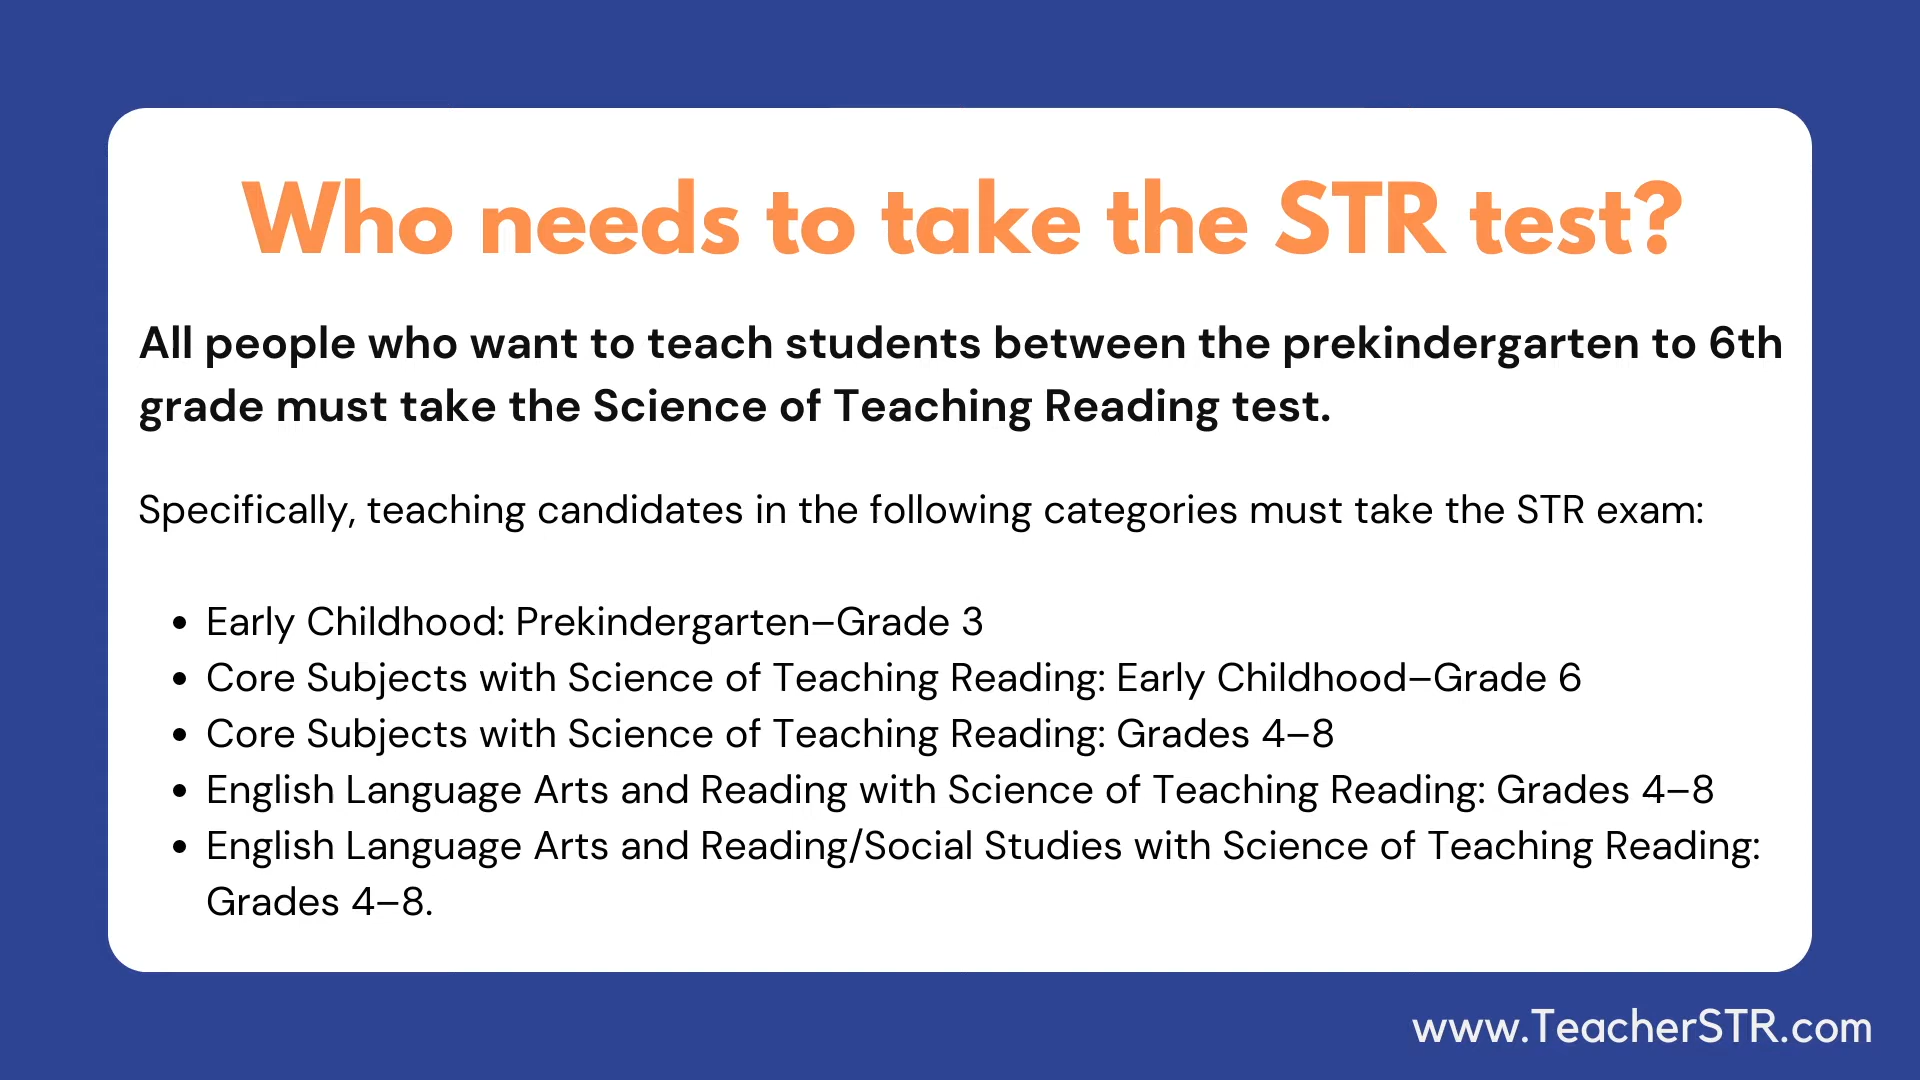 Who needs to take the STR test?
All people who want to teach students between the prekindergarten to 6th
grade must take the Science of Teaching Reading test.
Specifically, teaching candidates in the following categories must take the STR exam:
• Early Childhood: Prekindergarten–Grade 3
• Core Subjects with Science of Teaching Reading: Early Childhood–Grade 6
• Core Subjects with Science of Teaching Reading: Grades 4–8
• English Language Arts and Reading with Science of Teaching Reading: Grades 4–8
• English Language Arts and Reading/Social Studies with Science of Teaching Reading:
Grades 4–8.
www.TeacherSTR.com